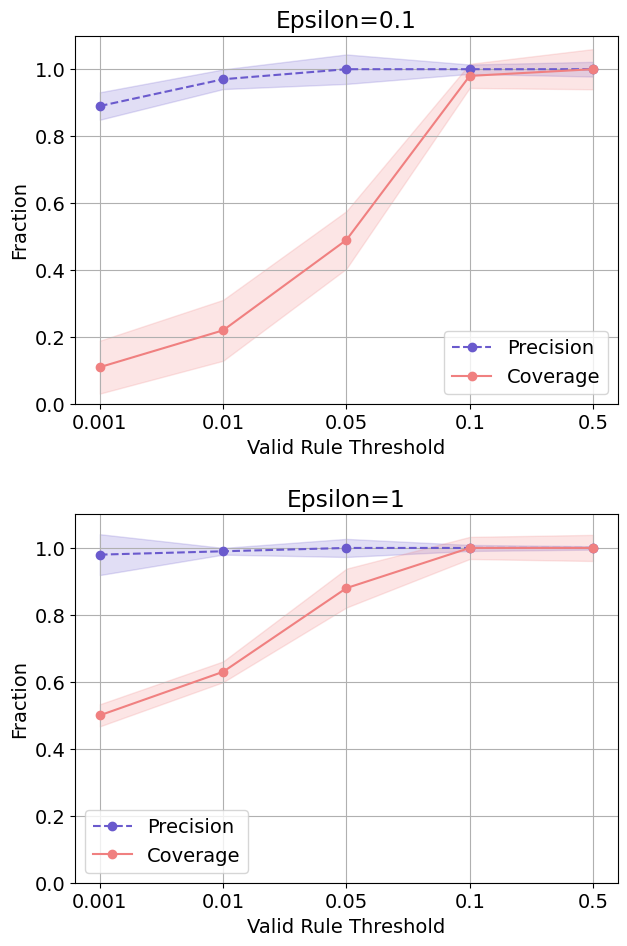 Epsilon=0.1
Fraction
1.0
0.8
0.6
0.4
0.2
0.0
Precision
Coverage
0.001 0.01 0.05 0.1 0.5
Valid Rule Threshold
Epsilon=1
Fraction
1.0
0.8
0.6
0.4
0.2
0.0
Precision
Coverage
0.001 0.01 0.05 0.1 0.5
Valid Rule Threshold